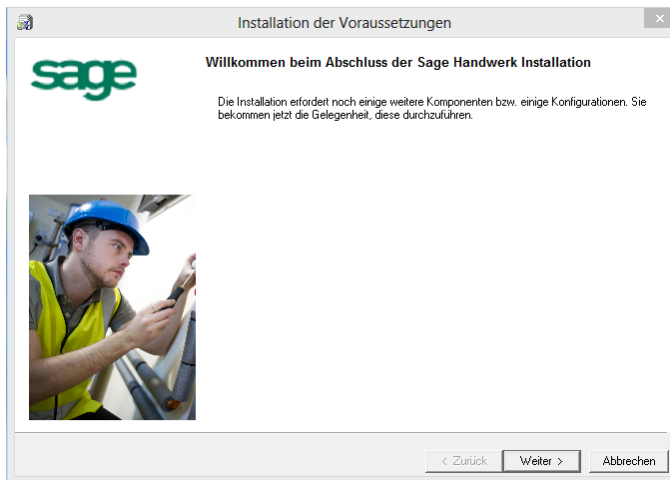 Installation der Voraussetzungen
sage
Willkommen beim Abschluss der Sage Handwerk Installation
Die Installation erfordert noch einige weitere Komponenten bzw. einige Konfigurationen. Sie
bekommen jetzt die Gelegenheit, diese durchzuführen.
< Zurück
Weiter >
Abbrechen